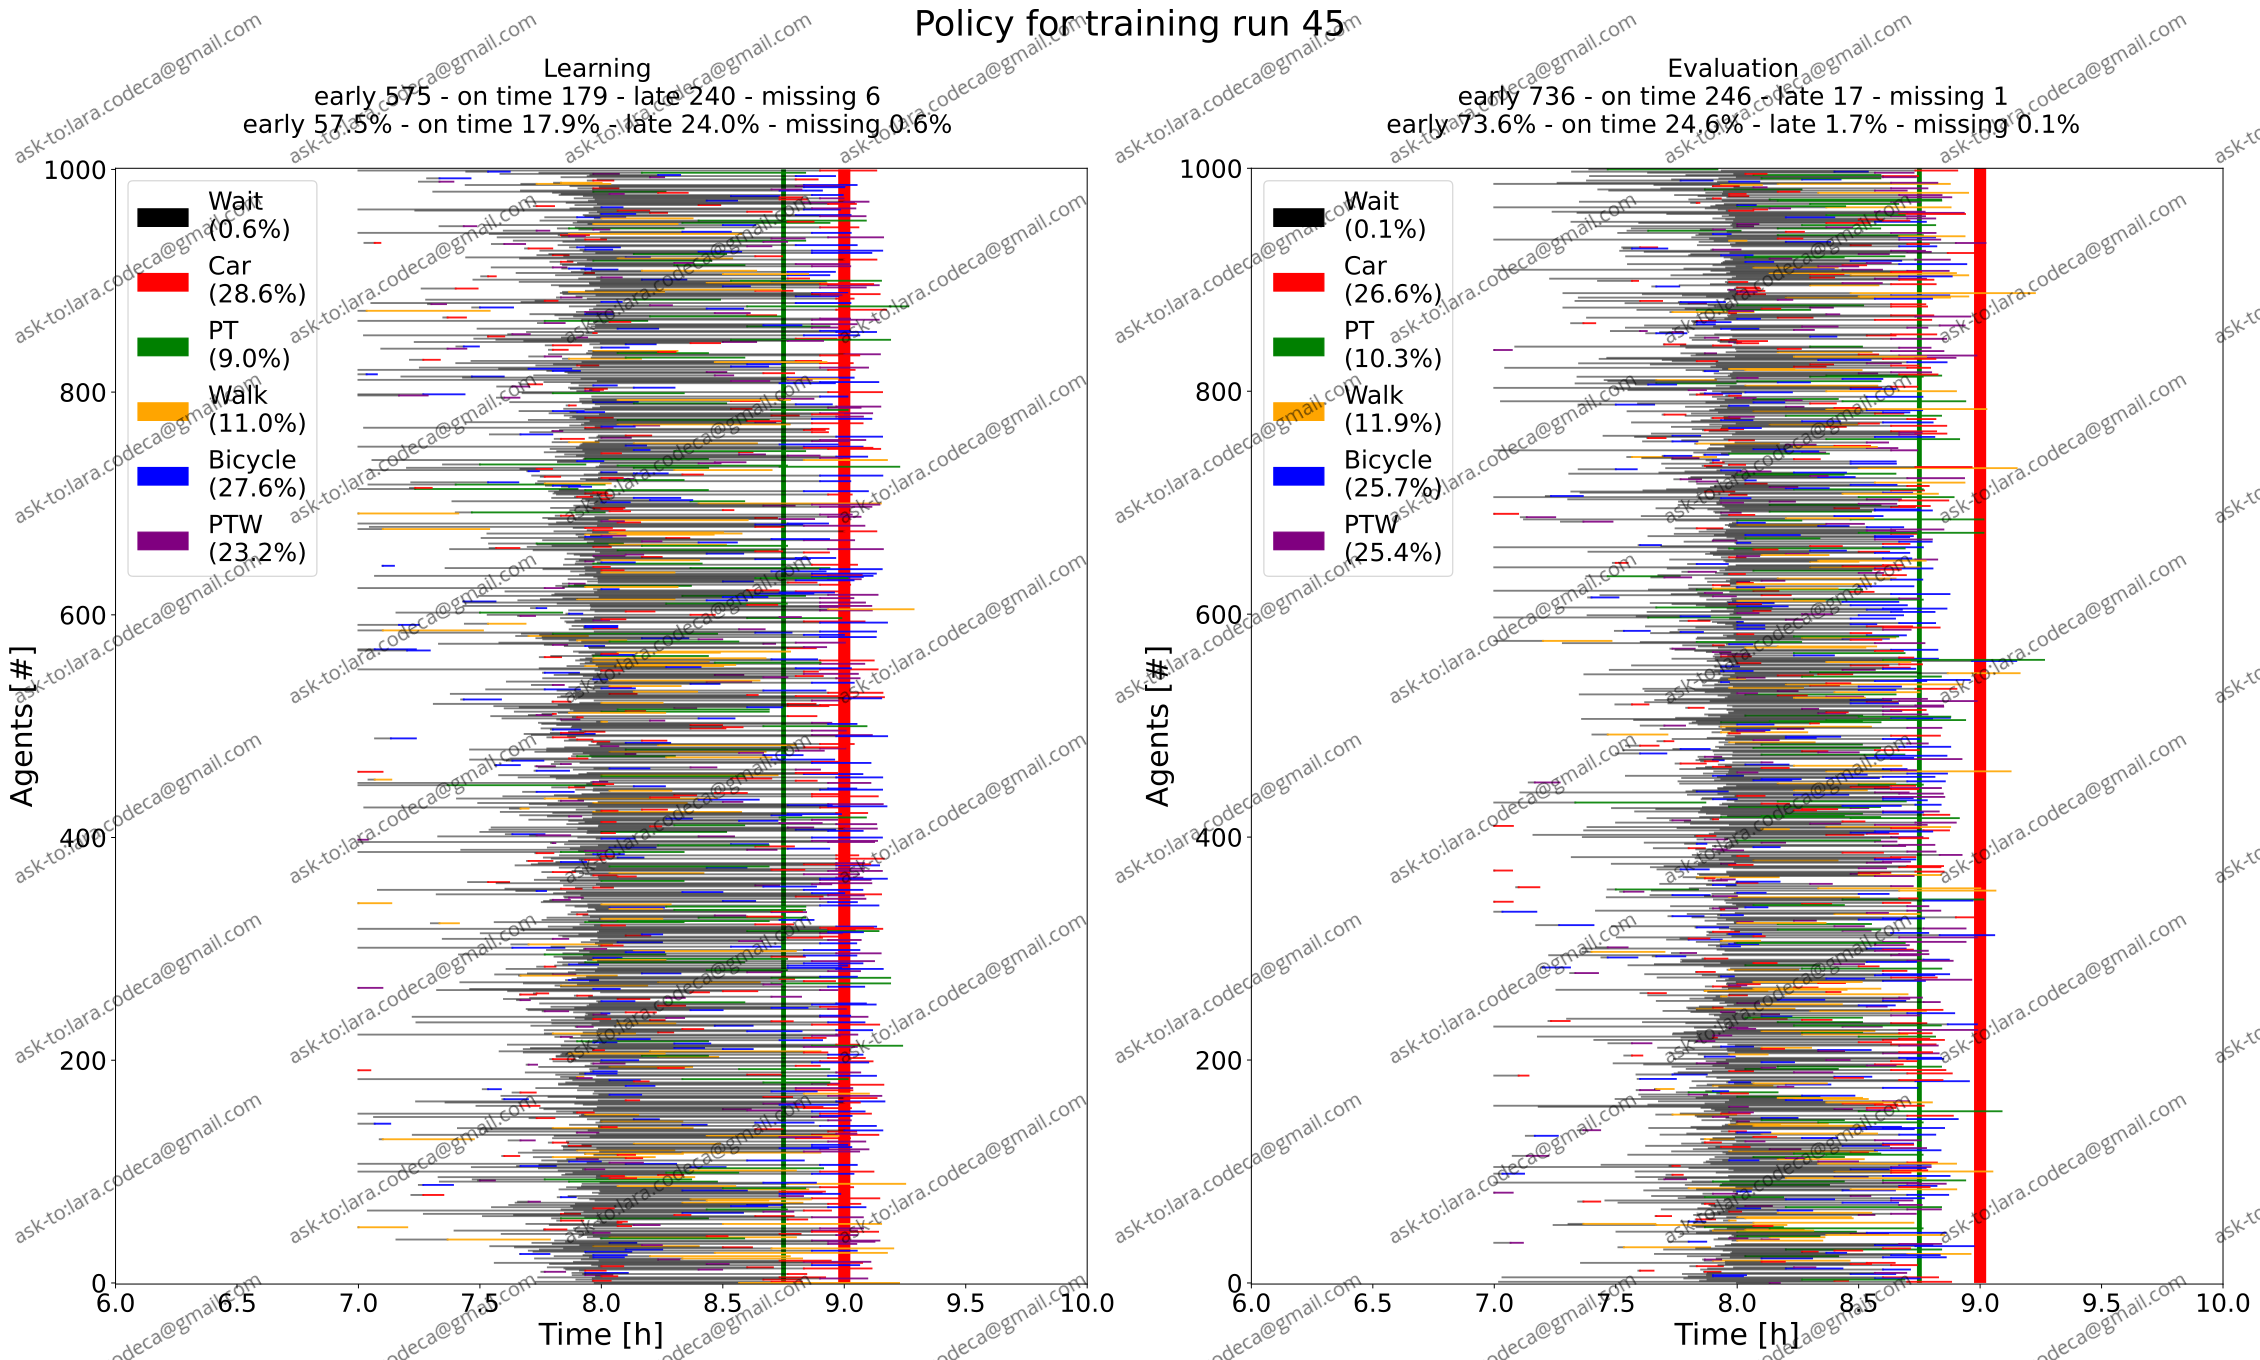 Policy for training run 45
Learning
early 575 - on time 179 - late 240 - missing 6
early 57.5% - on time 17.9% - late 24.0% - missing 0.6%
Evaluation
early 736 - on time 246 - late 17 - missing 1
early 73.6% - on time 24.6% - late 1.7% - missing 0.1%
Wait
(0.6%)
Car
(28.6%)
PT
(9.0%)
Walk
(11.0%)
Bicycle
(27.6%)
PTW
(23.2%)
Wait
(0.1%)
Car
(26.6%)
PT
(10.3%)
Walk
(11.9%)
Bicycle
(25.7%)
PTW
(25.4%)
1000
800
600
400
200
0
Agents [#]
6.0 6.5 7.0 7.5 8.0 8.5 9.0 9.5 10.0
Time [h]
1000
800
600
400
200
0
Agents [#]
6.0 6.5 7.0 7.5 8.0 8.5 9.0 9.5 10.0
Time [h]
ask-to:lara.codeca@gmail.com